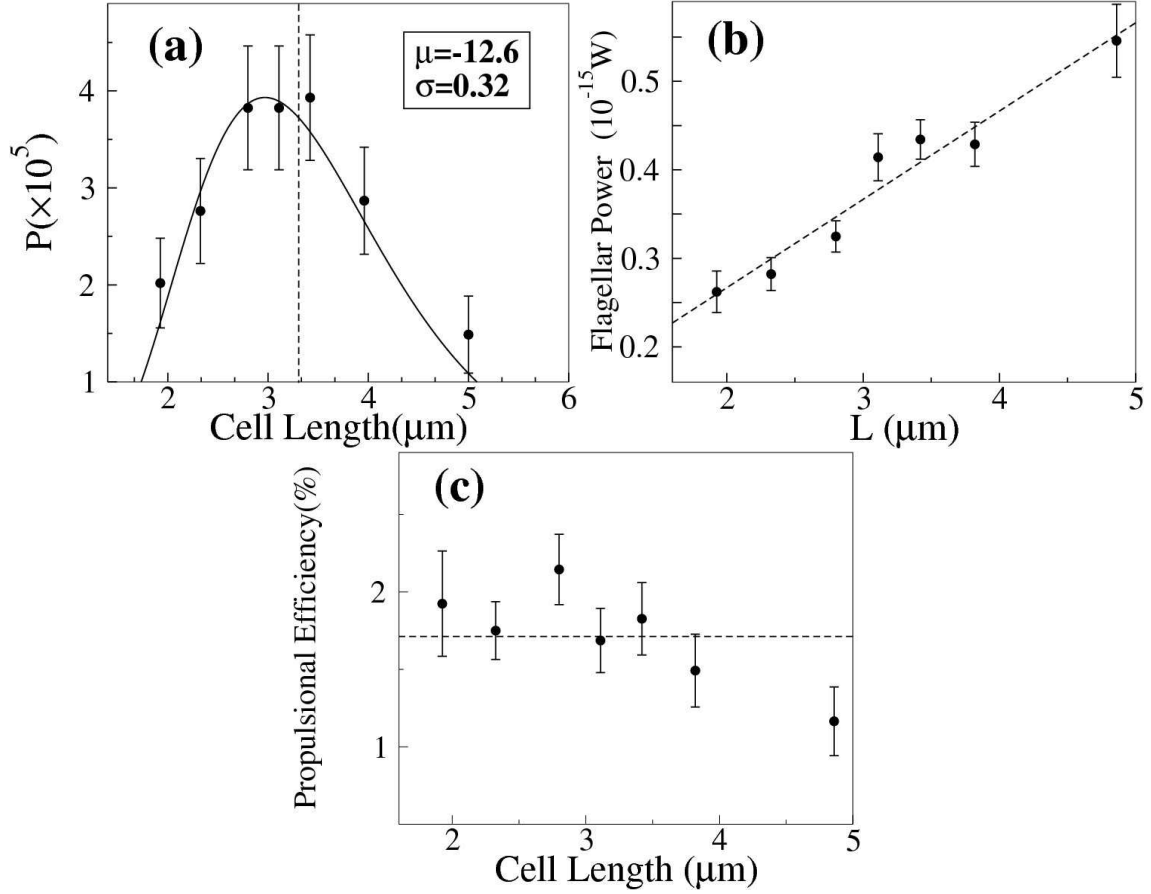 (a)
μ=-12.6
σ=0.32
P(×10⁵)
4
3
2
1
2 3 4 5 6
Cell Length(μm)
(b)
Flagellar Power (10⁻¹⁵W)
0.5
0.4
0.3
0.2
2 3 4 5
L (μm)
(c)
Propulsional Efficiency(%)
2
1
2 3 4 5
Cell Length (μm)